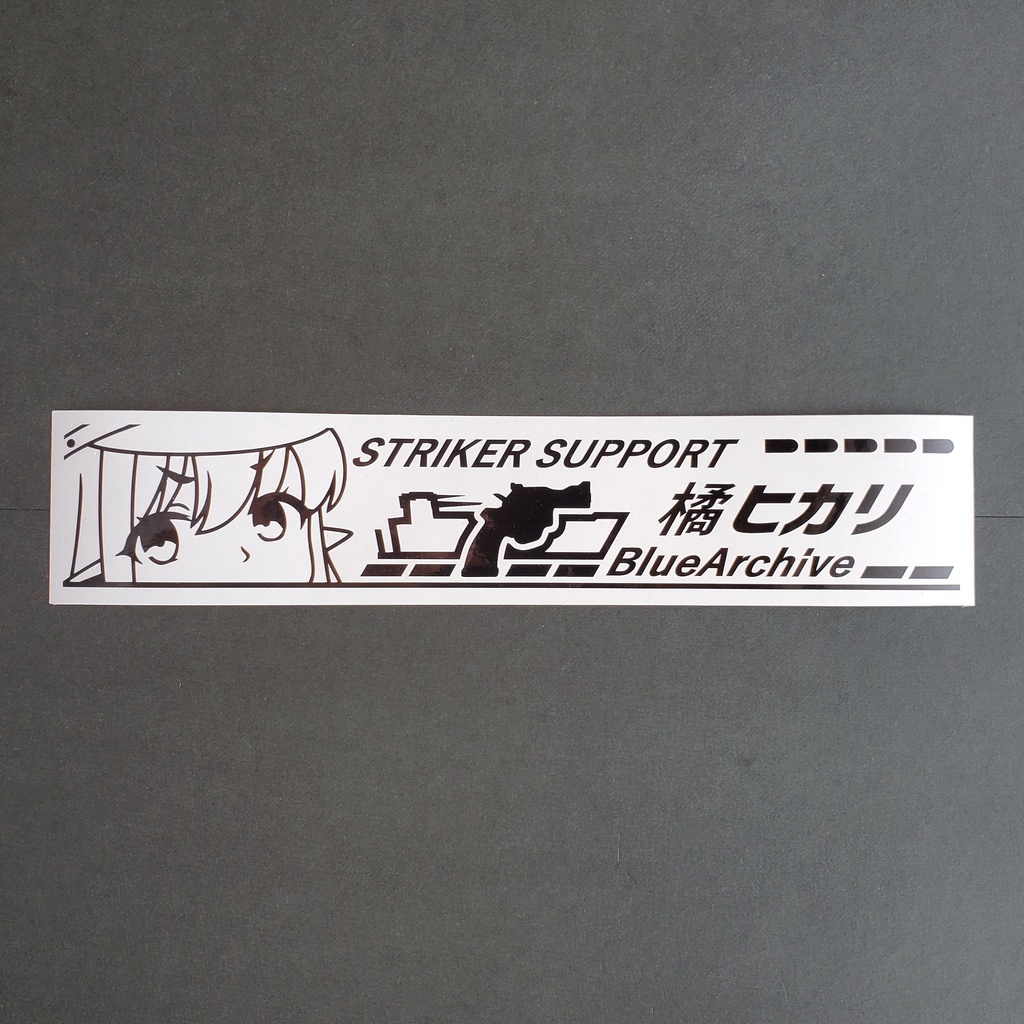 STRIKER SUPPORT
橘ヒカリ
BlueArchive